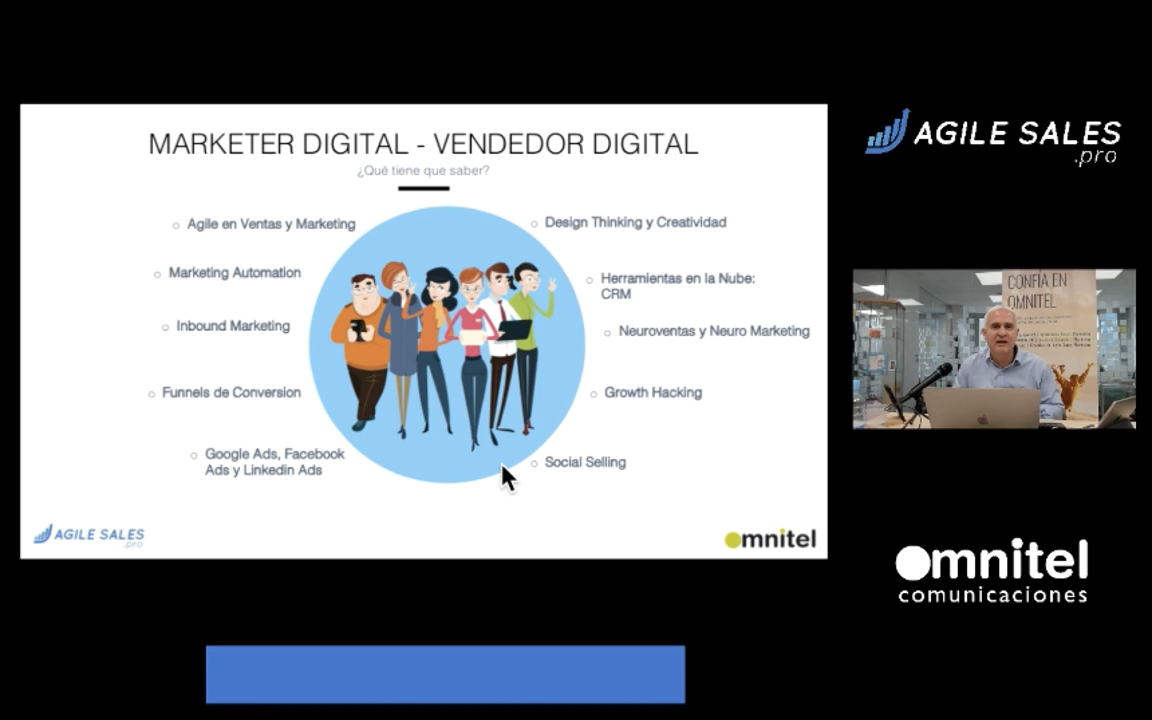 MARKETER DIGITAL - VENDEDOR DIGITAL
¿Qué tiene que saber?
Agile en Ventas y Marketing
Marketing Automation
Inbound Marketing
Funnels de Conversion
Google Ads, Facebook
Ads y Linkedin Ads
Design Thinking y Creatividad
Herramientas en la Nube:
CRM
Neuroventas y Neuro Marketing
Growth Hacking
Social Selling
AGILE SALES
.pro
omnitel
AGILE SALES
.pro
CONFÍA EN
OMNITEL
omnitel
comunicaciones